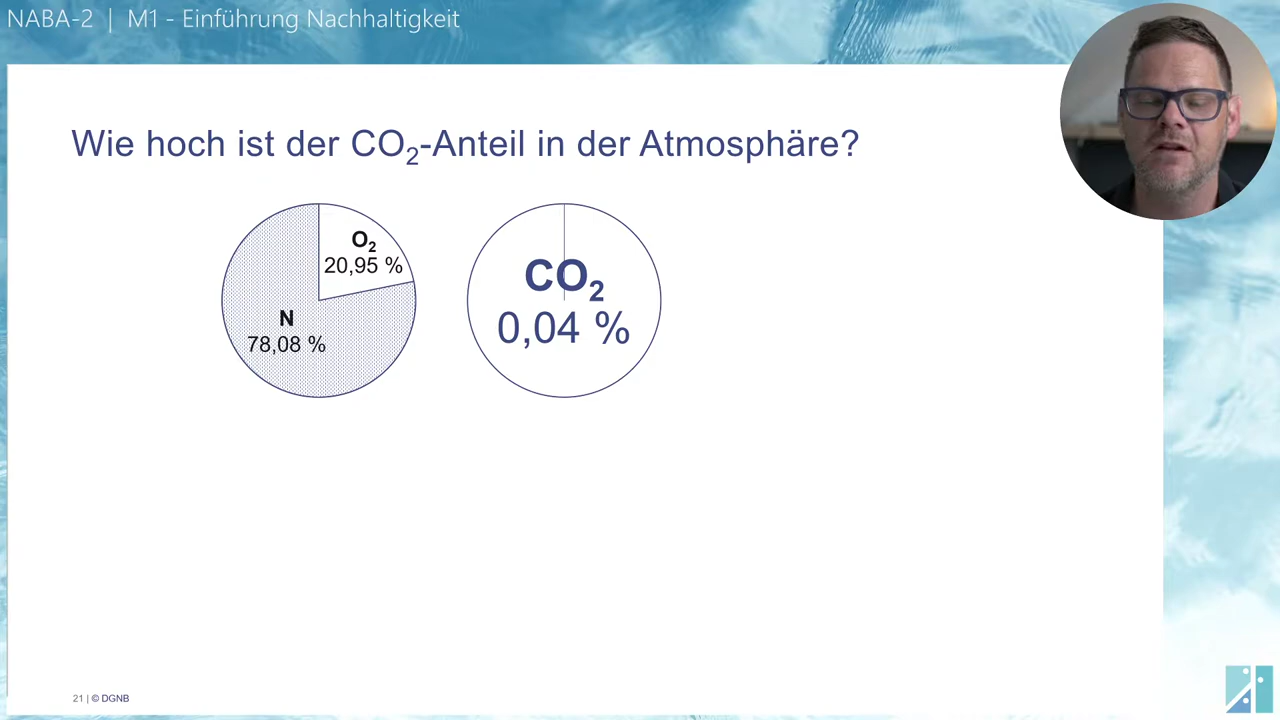 NABA-2 | M1 - Einführung Nachhaltigkeit
Wie hoch ist der CO₂-Anteil in der Atmosphäre?
O₂
20,95 %
N
78,08 %
CO₂
0,04 %
21 | © DGNB